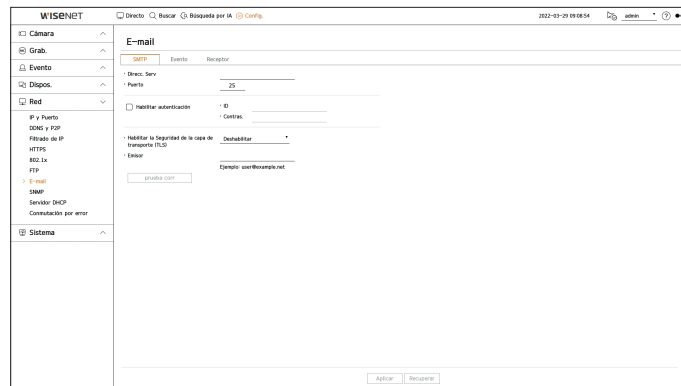 WISENET
Directo Buscar Búsqueda por IA Config.
2022-03-29 09:08:54 admin ?
Cámara
Grab.
Evento
Dispos.
Red
IP y Puerto
DDNS y P2P
Filtrado de IP
HTTPS
802.1x
FTP
> E-mail
SNMP
Servidor DHCP
Conmutación por error
Sistema
E-mail
SMTP Evento Receptor
Direcc. Serv
Puerto 25
Habilitar autenticación ID
Contras.
Habilitar la Seguridad de la capa de Deshabilitar
transporte (TLS)
Emisor
Ejemplo: user@example.net
prueba corr
Aplicar Recuperar